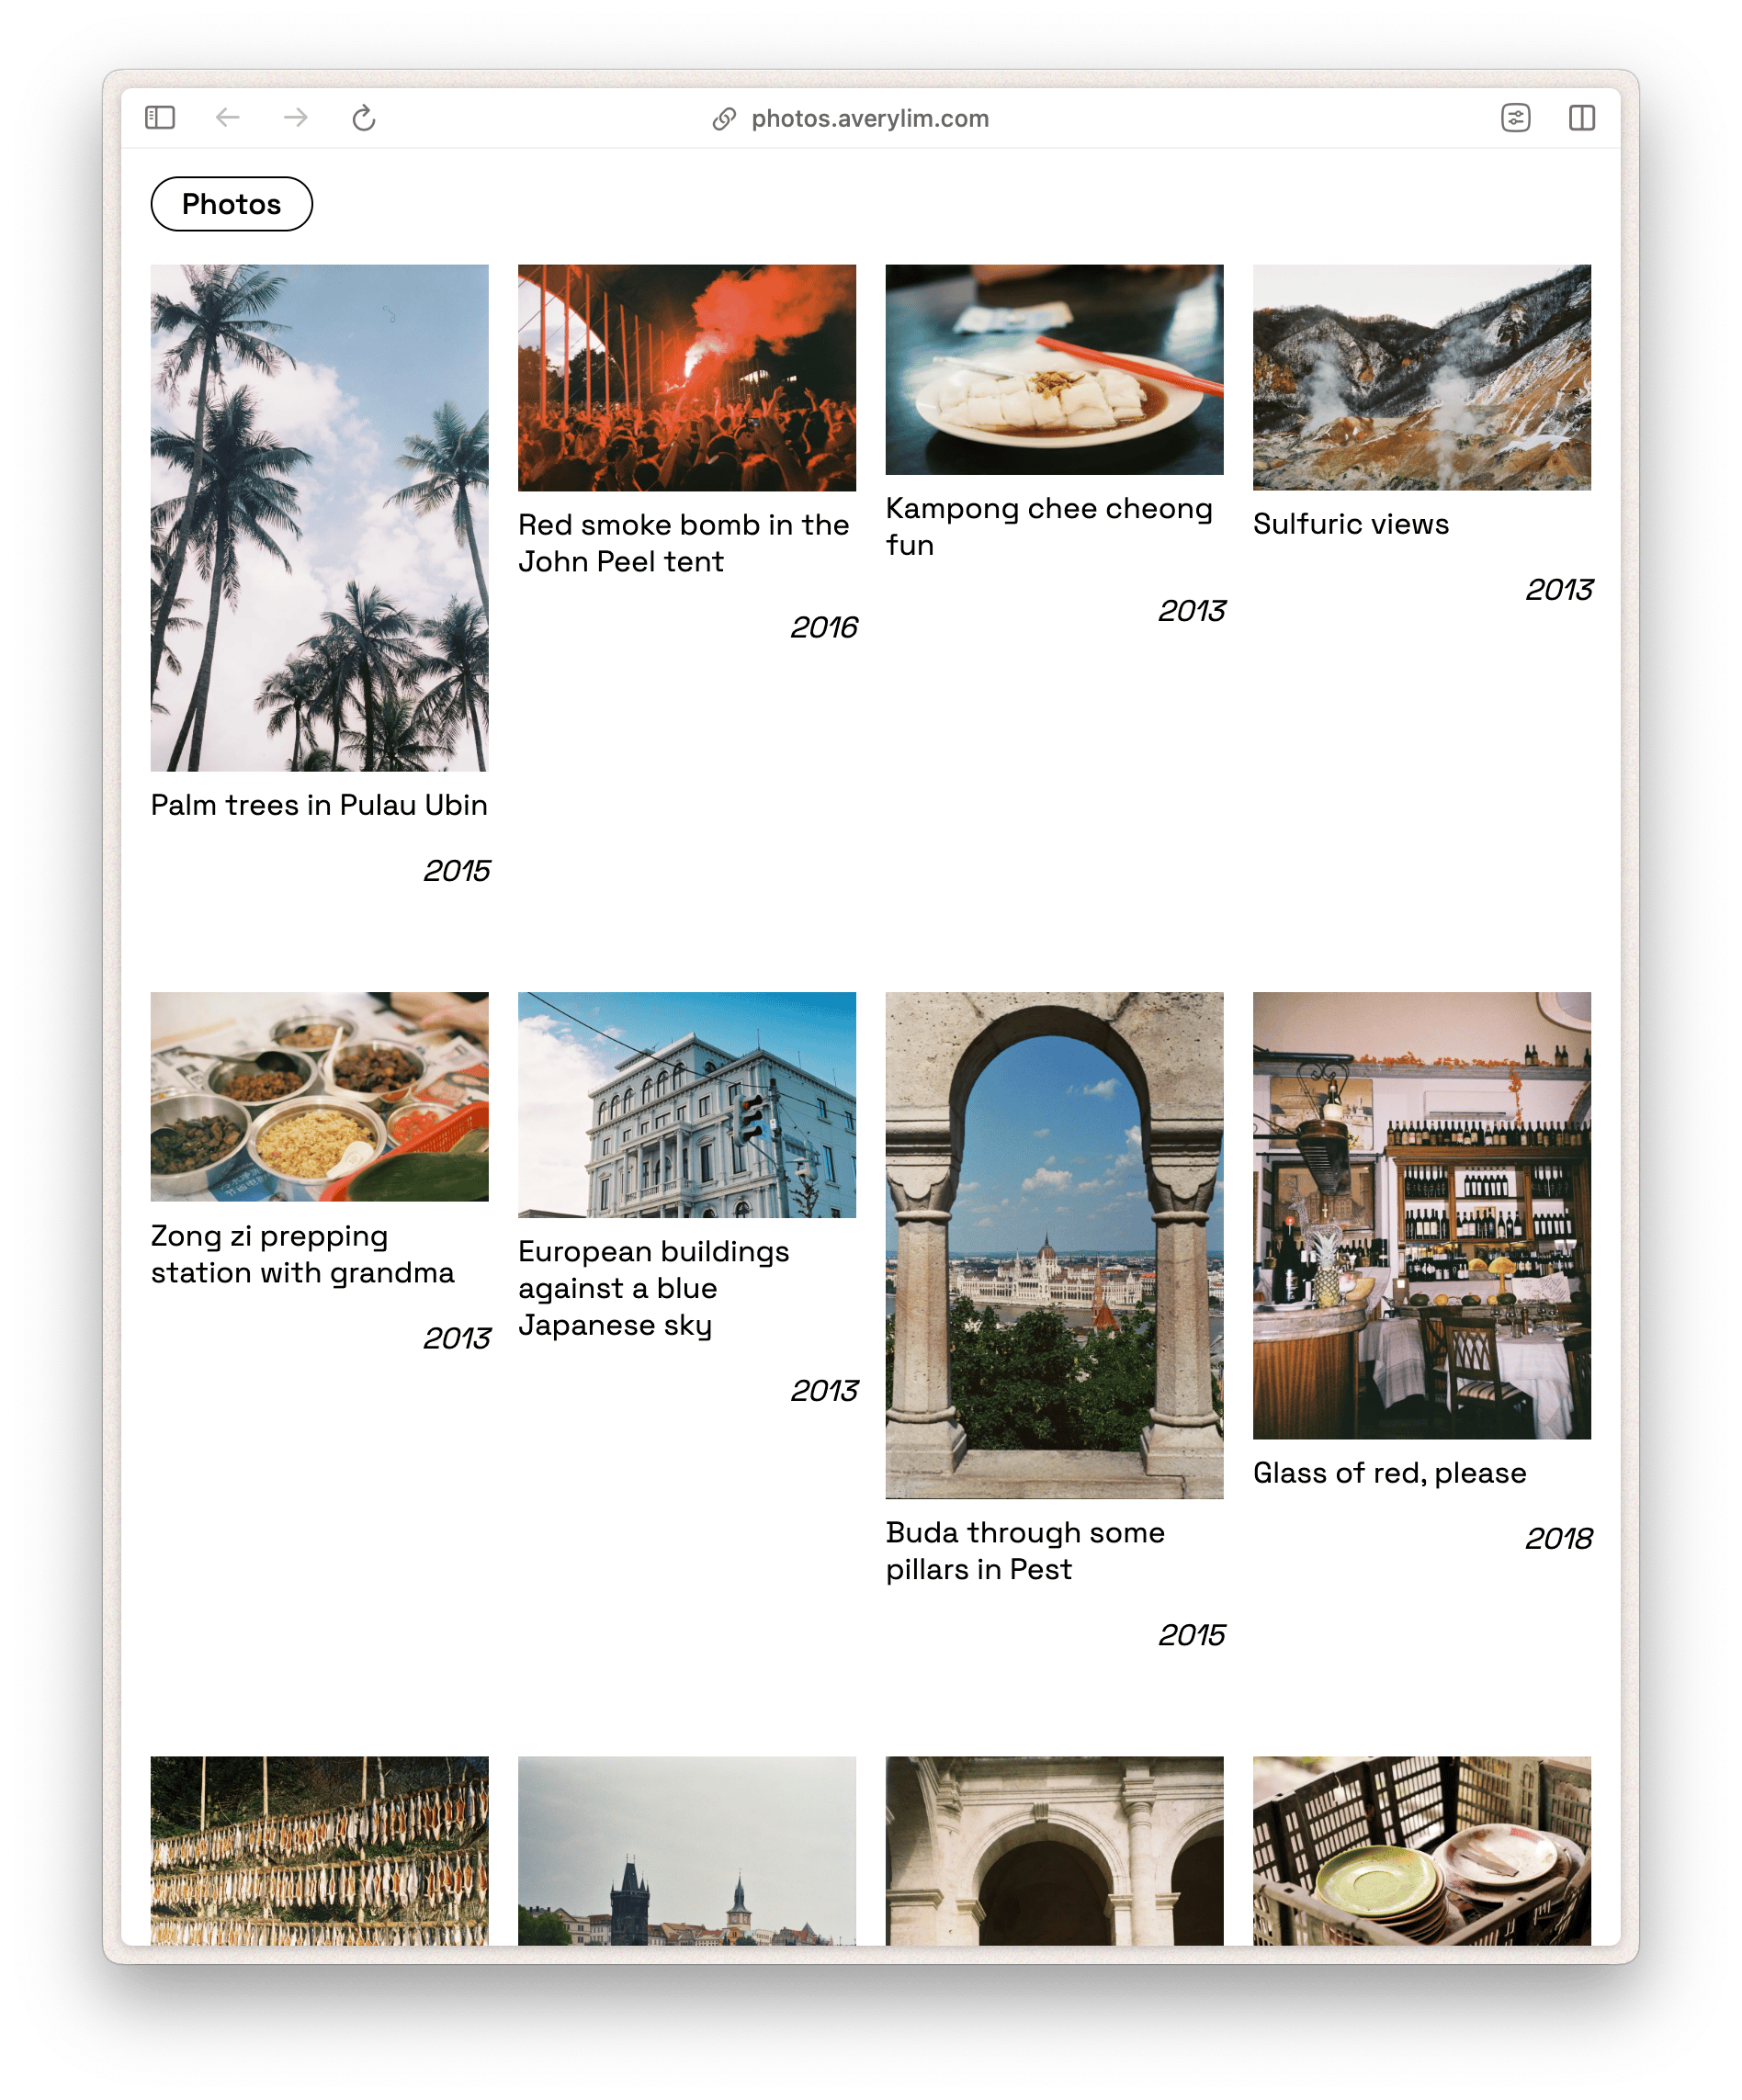 photos.averylim.com
Photos
Palm trees in Pulau Ubin
2015
Red smoke bomb in the
John Peel tent
2016
Kampong chee cheong
fun
2013
Sulfuric views
2013
Zong zi prepping
station with grandma
2013
European buildings
against a blue
Japanese sky
2013
Buda through some
pillars in Pest
2015
Glass of red, please
2018